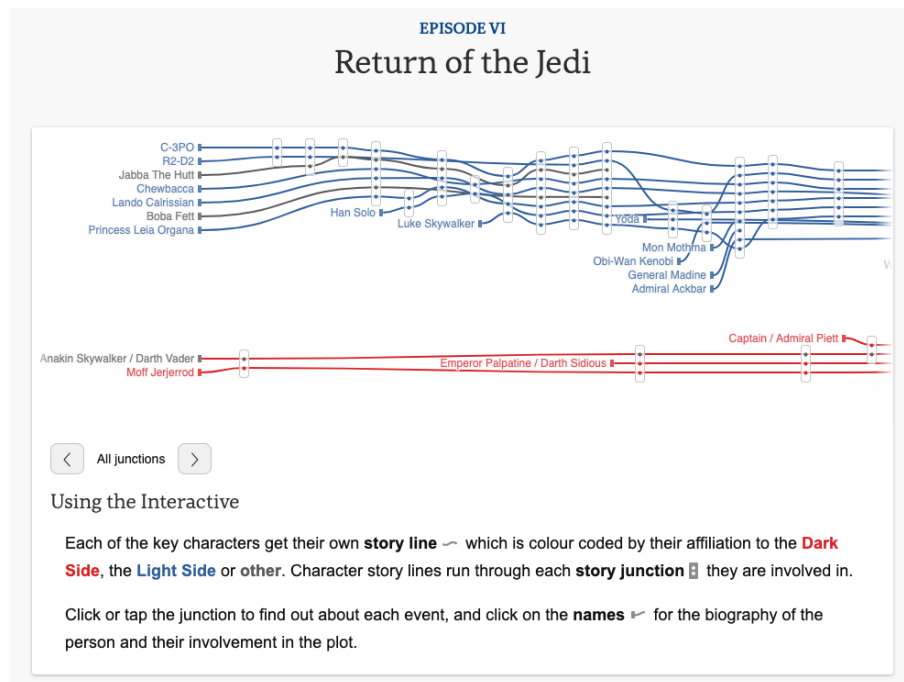 EPISODE VI
Return of the Jedi
C-3PO
R2-D2
Jabba The Hutt
Chewbacca
Lando Calrissian
Boba Fett
Princess Leia Organa
Han Solo
Luke Skywalker
Yoda
Mon Mothma
Obi-Wan Kenobi
General Madine
Admiral Ackbar
W
Captain / Admiral Piett
Anakin Skywalker / Darth Vader
Emperor Palpatine / Darth Sidious
Moff Jerjerrod
All junctions
Using the Interactive
Each of the key characters get their own story line which is colour coded by their affiliation to the Dark
Side, the Light Side or other. Character story lines run through each story junction they are involved in.
Click or tap the junction to find out about each event, and click on the names for the biography of the
person and their involvement in the plot.